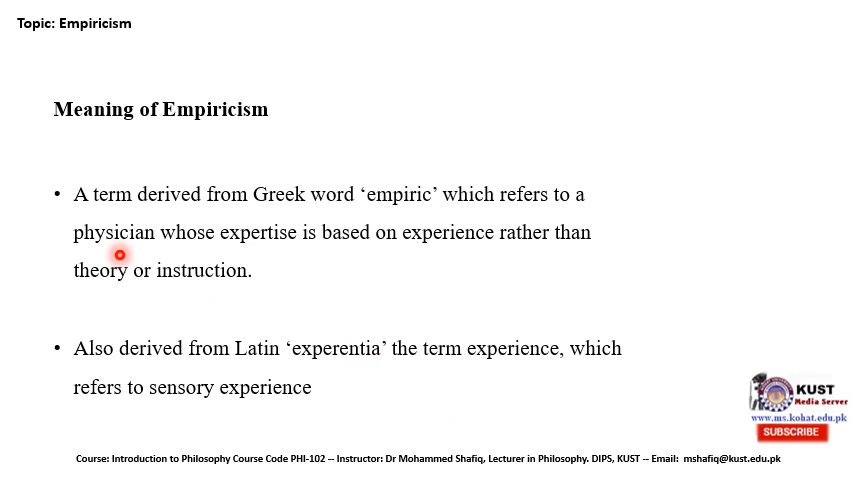 Topic: Empiricism
Meaning of Empiricism
• A term derived from Greek word ‘empiric’ which refers to a
physician whose expertise is based on experience rather than
theory or instruction.
• Also derived from Latin ‘experentia’ the term experience, which
refers to sensory experience
KUST
Media Server
www.ms.kohat.edu.pk
SUBSCRIBE
Course: Introduction to Philosophy Course Code PHI-102 -- Instructor: Dr Mohammed Shafiq, Lecturer in Philosophy. DIPS, KUST -- Email: mshafiq@kust.edu.pk